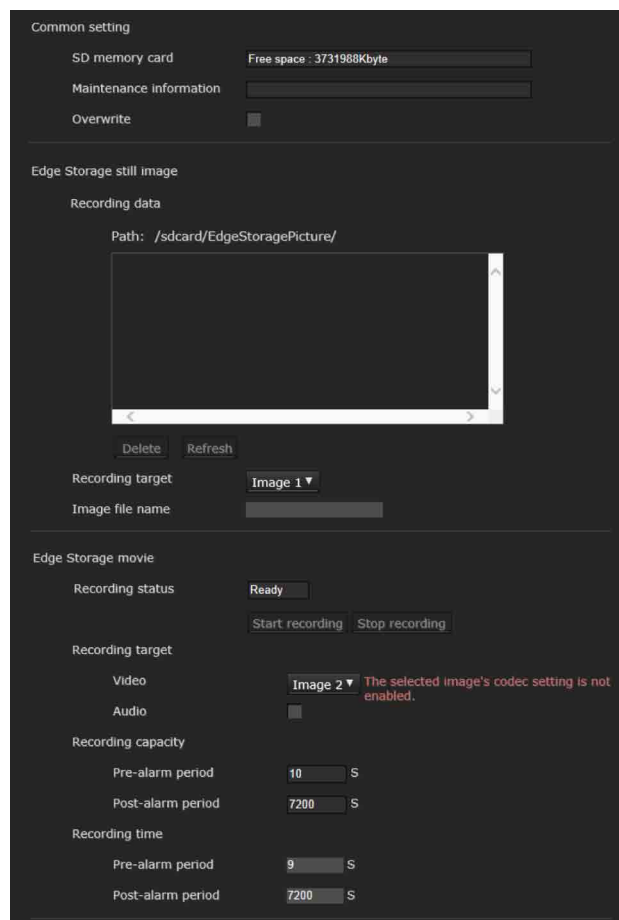 Common setting
SD memory card Free space : 3731988Kbyte
Maintenance information
Overwrite
Edge Storage still image
Recording data
Path: /sdcard/EdgeStoragePicture/
Delete Refresh
Recording target Image 1
Image file name
Edge Storage movie
Recording status Ready
Start recording Stop recording
Recording target
Video Image 2 The selected image's codec setting is not
enabled.
Audio
Recording capacity
Pre-alarm period 10 S
Post-alarm period 7200 S
Recording time
Pre-alarm period 9 S
Post-alarm period 7200 S